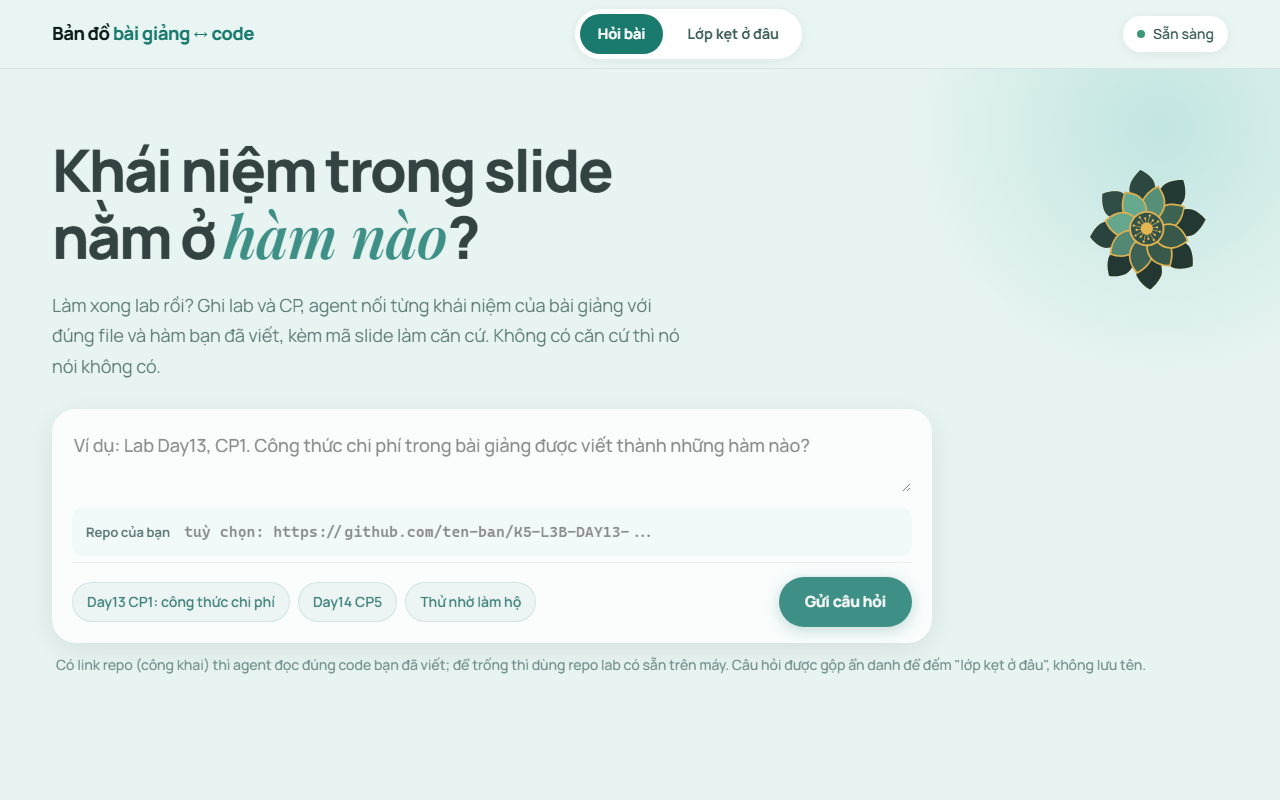 Bản đồ bài giảng ↔ code
Hỏi bài
Lớp kẹt ở đâu
Sẵn sàng
Khái niệm trong slide
nằm ở hàm nào?
Làm xong lab rồi? Ghi lab và CP, agent nối từng khái niệm của bài giảng với
đúng file và hàm bạn đã viết, kèm mã slide làm căn cứ. Không có căn cứ thì nó
nói không có.
Ví dụ: Lab Day13, CP1. Công thức chi phí trong bài giảng được viết thành những hàm nào?
Repo của bạn tuỳ chọn: https://github.com/ten-ban/K5-L3B-DAY13-...
Day13 CP1: công thức chi phí
Day14 CP5
Thử nhờ làm hộ
Gửi câu hỏi
Có link repo (công khai) thì agent đọc đúng code bạn đã viết; để trống thì dùng repo lab có sẵn trên máy. Câu hỏi được gộp ẩn danh để đếm "lớp kẹt ở đâu", không lưu tên.